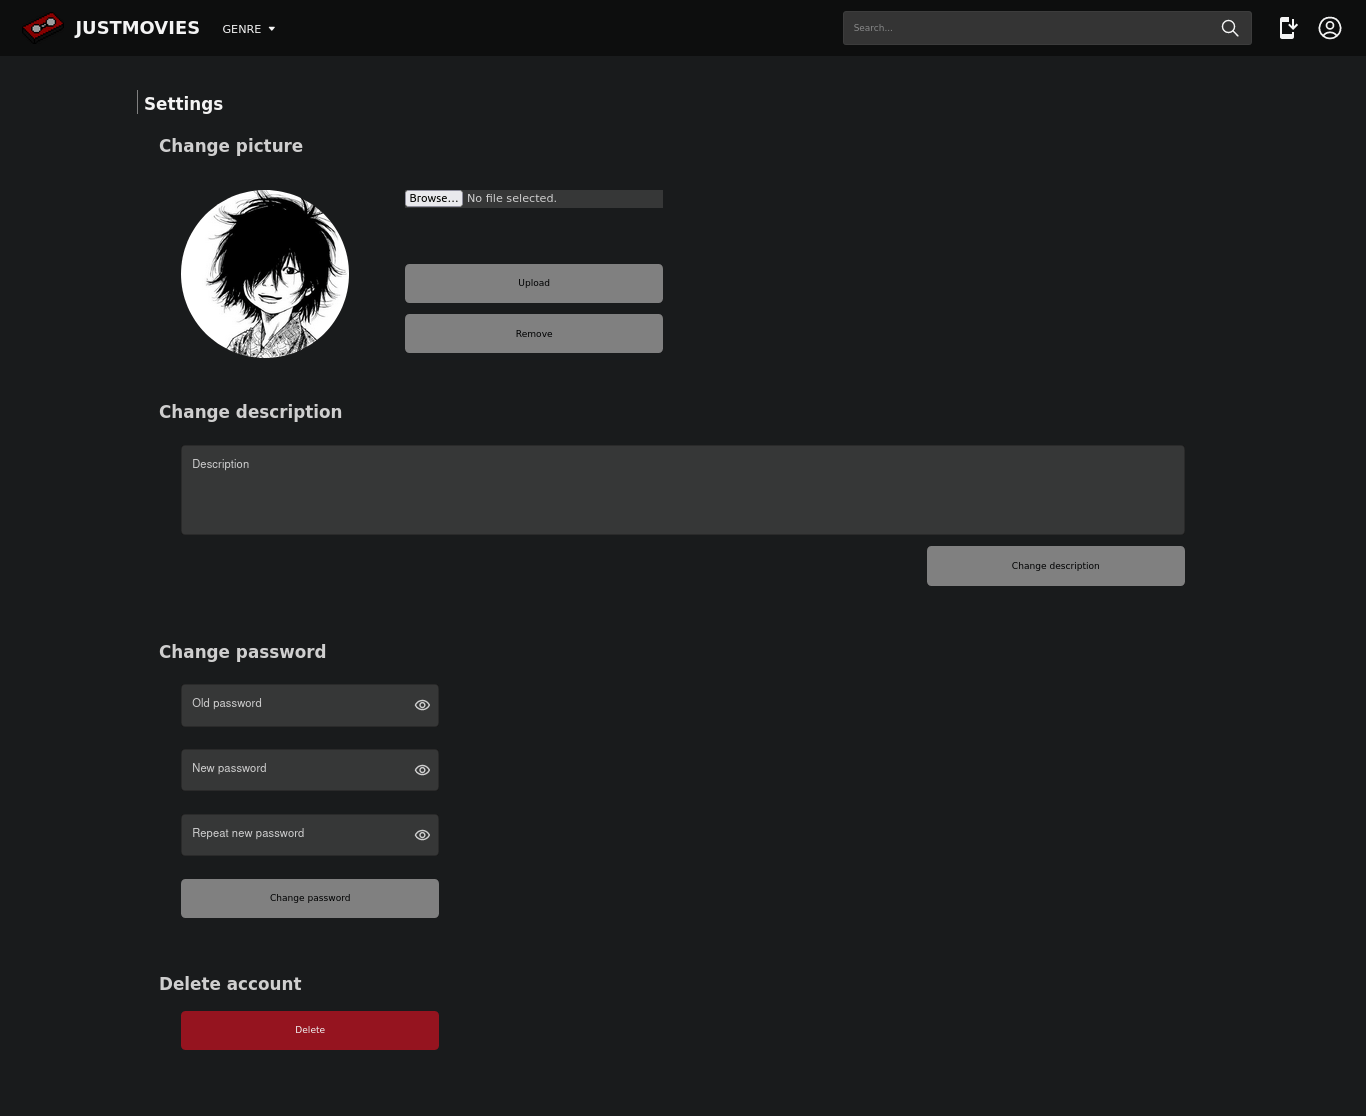 JUSTMOVIES
GENRE
Search...
Settings
Change picture
Browse... No file selected.
Upload
Remove
Change description
Description
Change description
Change password
Old password
New password
Repeat new password
Change password
Delete account
Delete